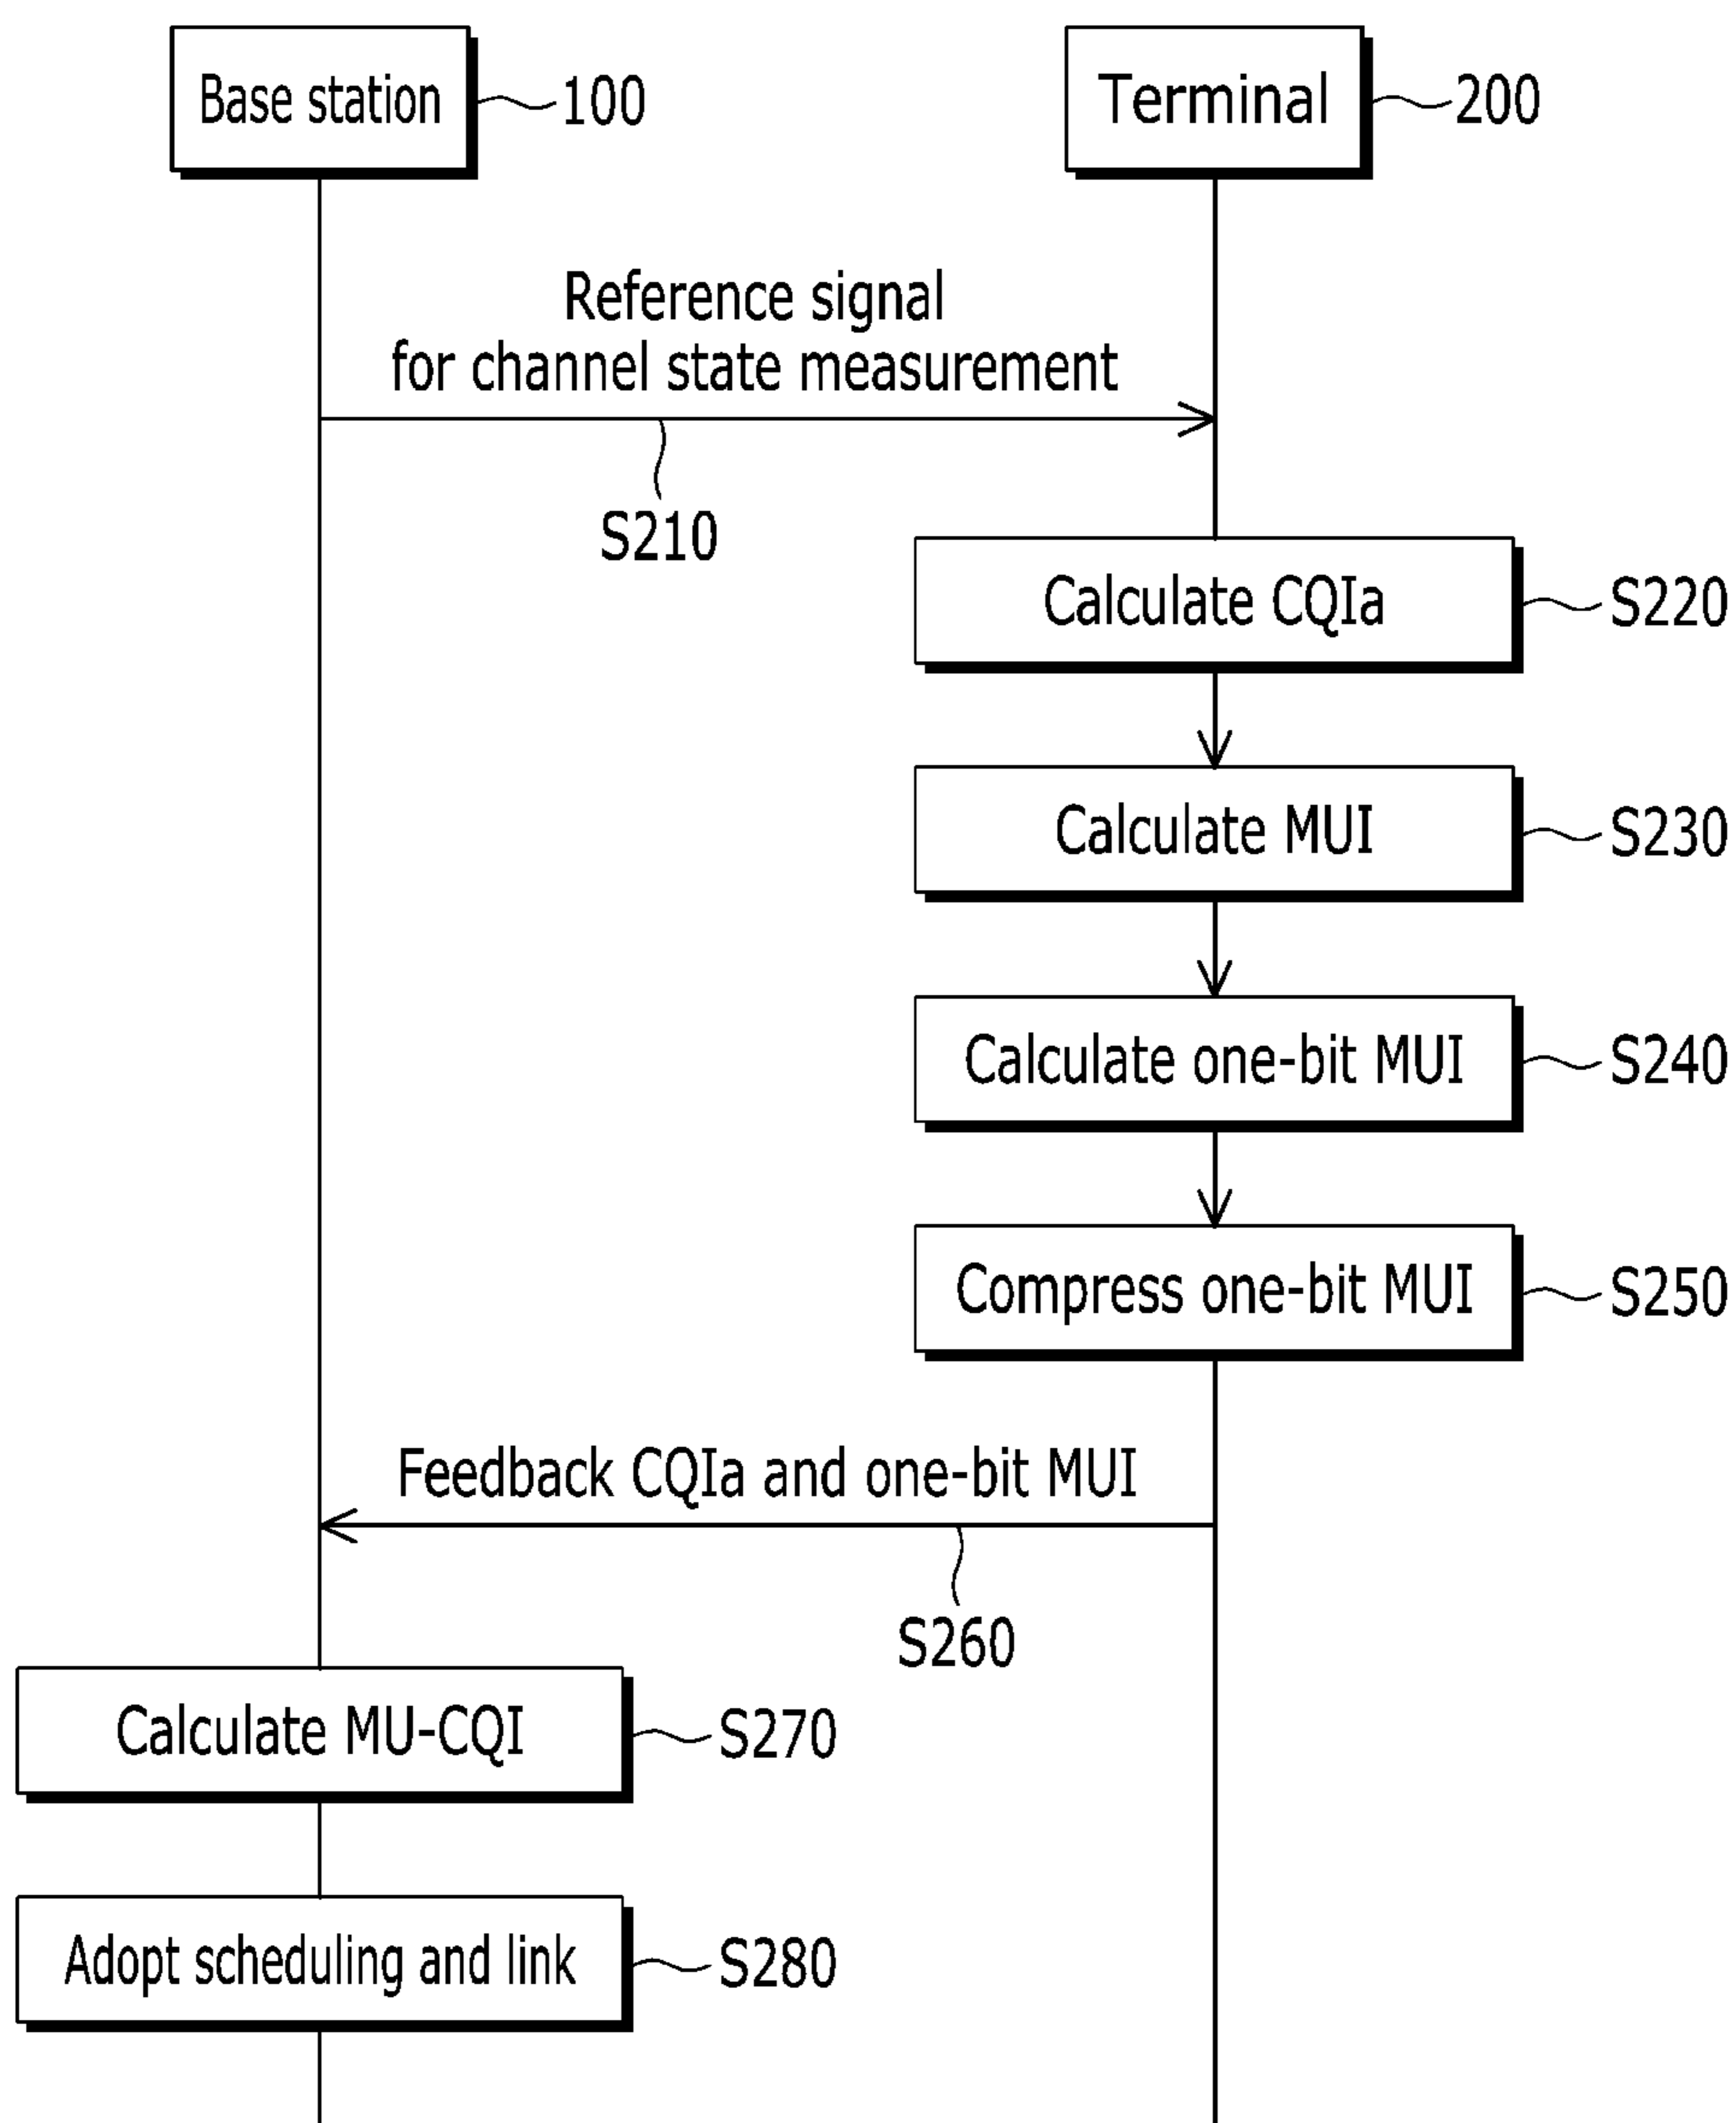 Base station
100
Terminal
200
Reference signal
for channel state measurement
S210
Calculate CQIa
S220
Calculate MUI
S230
Calculate one-bit MUI
S240
Compress one-bit MUI
S250
Feedback CQIa and one-bit MUI
S260
Calculate MU-CQI
S270
Adopt scheduling and link
S280